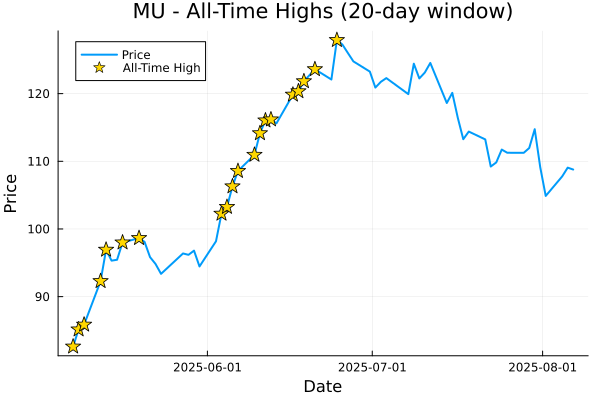 MU - All-Time Highs (20-day window)
Price
All-Time High
120
110
100
90
Price
2025-06-01
2025-07-01
2025-08-01
Date